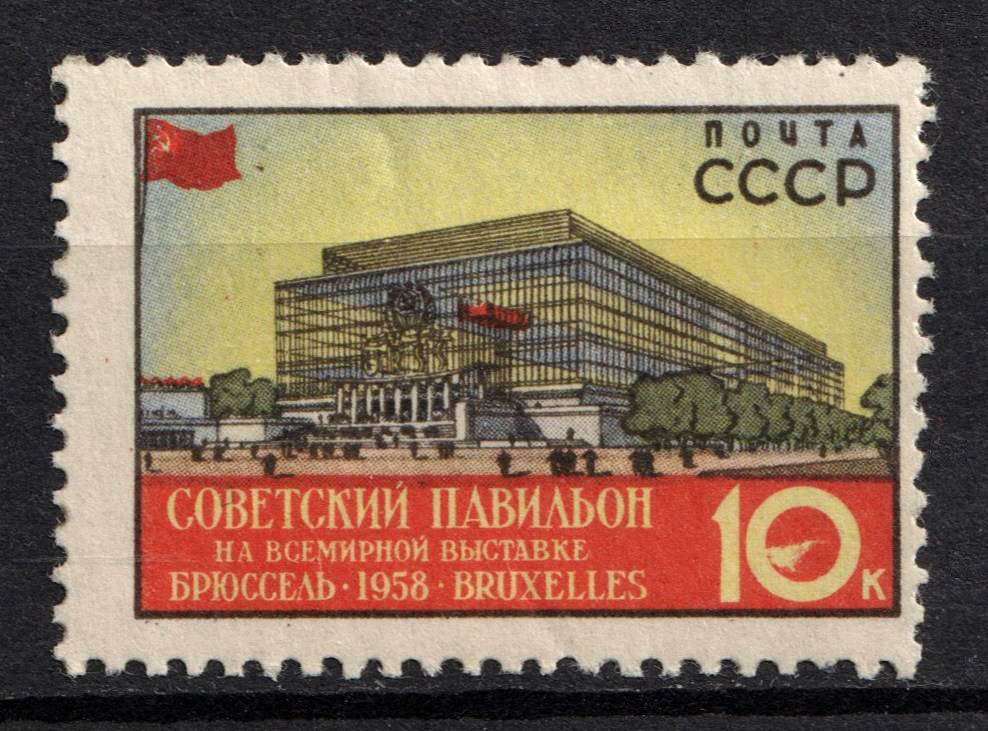 ПОЧТА
СССР
СОВЕТСКИЙ ПАВИЛЬОН
НА ВСЕМИРНОЙ ВЫСТАВКЕ
БРЮССЕЛЬ · 1958 · BRUXELLES
10 К